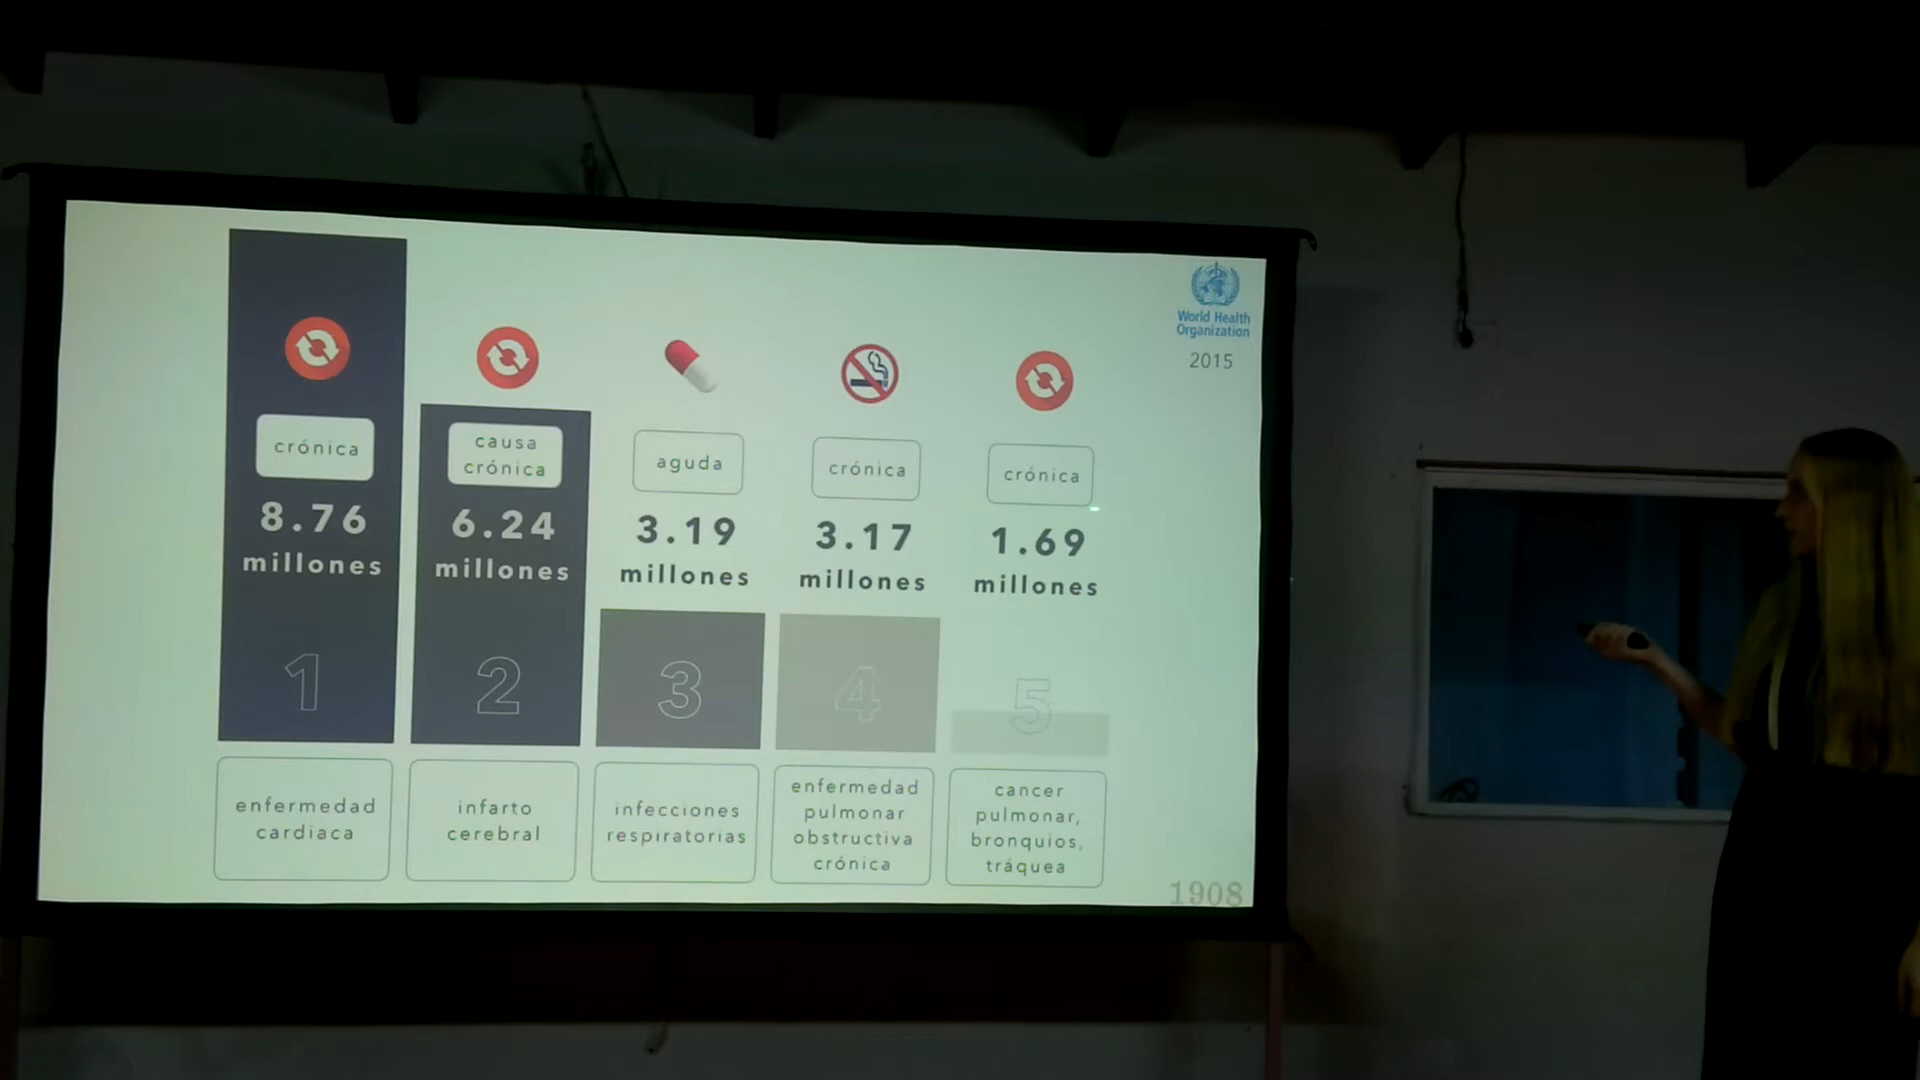 World Health
Organization
2015
crónica
8.76
millones
1
enfermedad
cardiaca
causa
crónica
6.24
millones
2
infarto
cerebral
aguda
3.19
millones
3
infecciones
respiratorias
crónica
3.17
millones
4
enfermedad
pulmonar
obstructiva
crónica
crónica
1.69
millones
5
cancer
pulmonar,
bronquios,
tráquea
1908